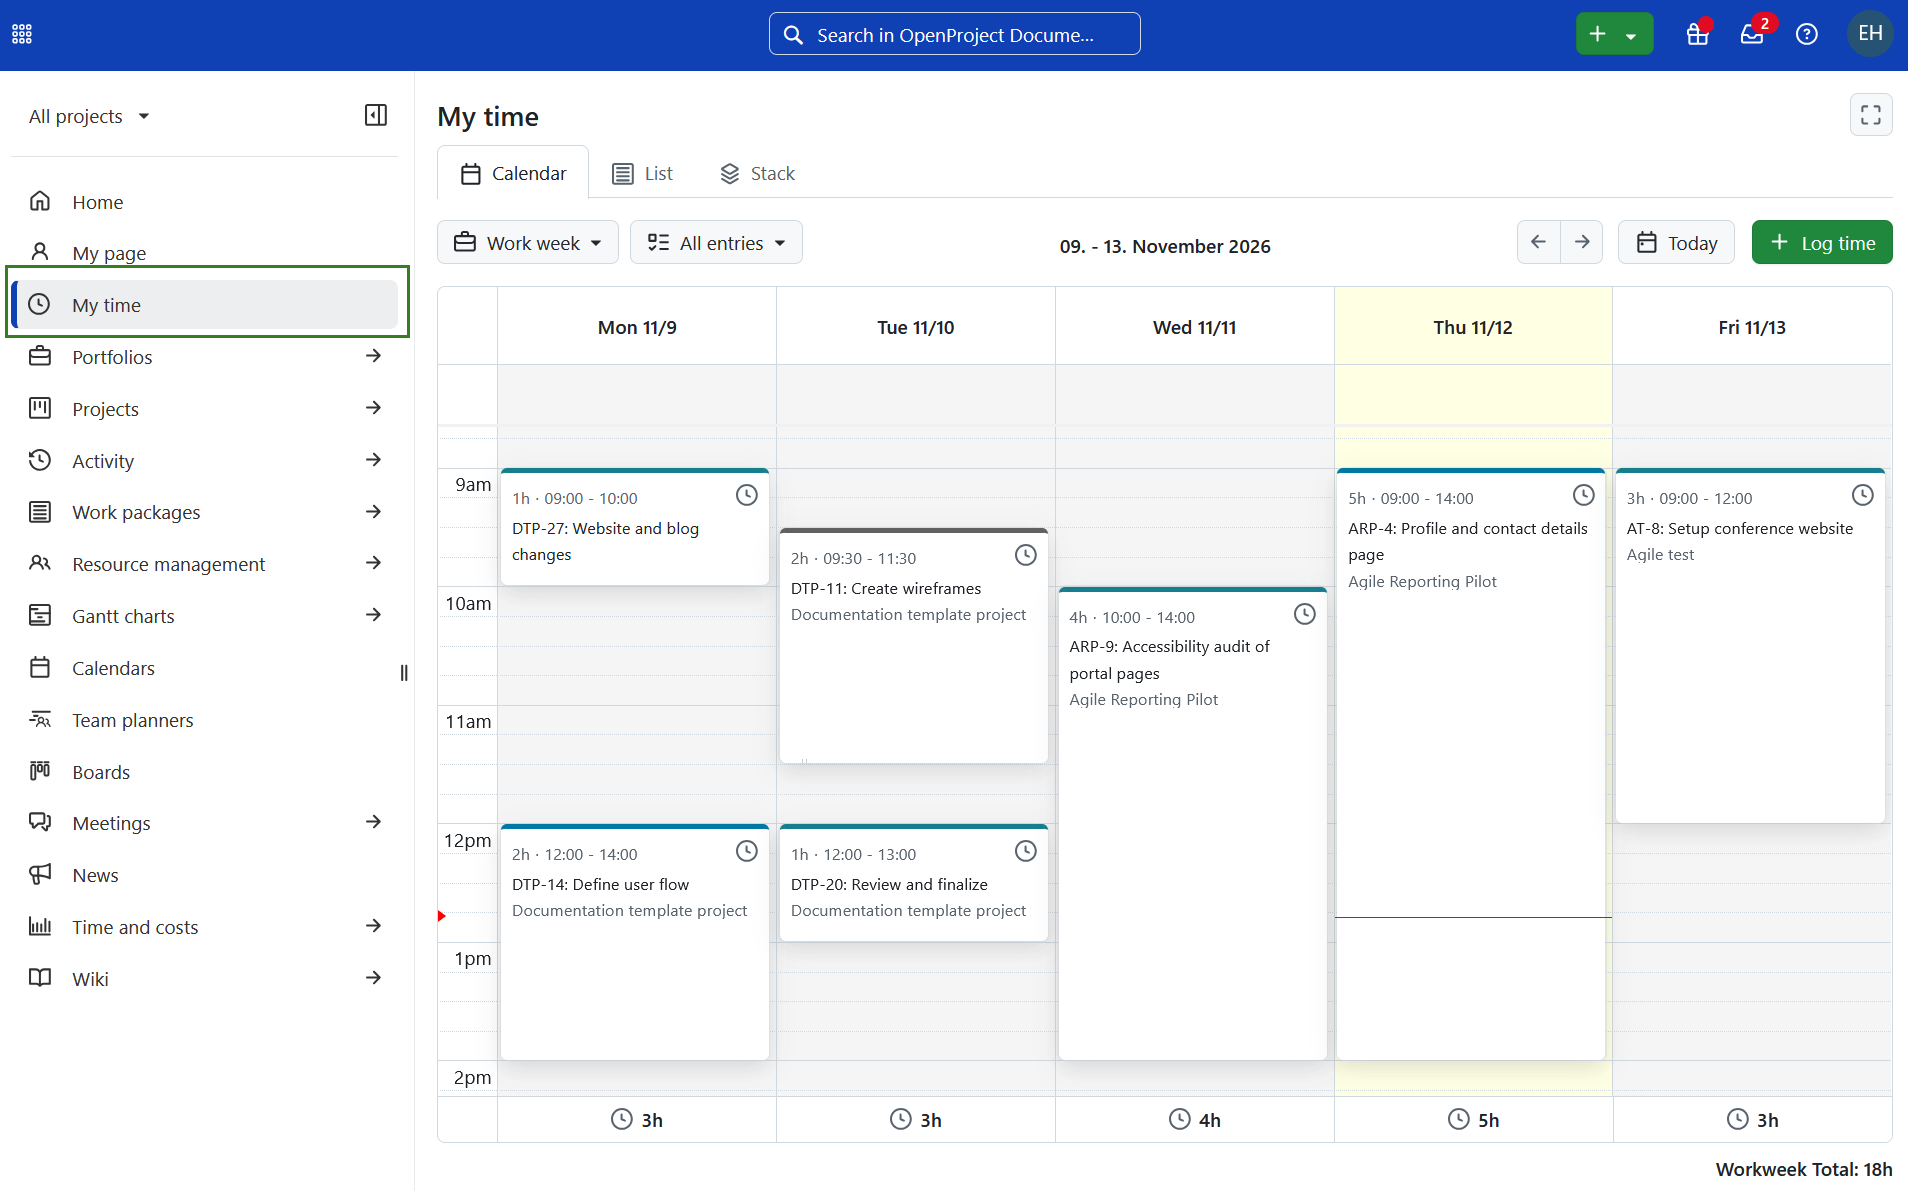 Search in OpenProject Docume...
2
EH
All projects
Home
My page
My time
Portfolios
Projects
Activity
Work packages
Resource management
Gantt charts
Calendars
Team planners
Boards
Meetings
News
Time and costs
Wiki
My time
Calendar
List
Stack
Work week
All entries
09. - 13. November 2026
Today
Log time
Mon 11/9
Tue 11/10
Wed 11/11
Thu 11/12
Fri 11/13
9am
10am
11am
12pm
1pm
2pm
1h · 09:00 - 10:00
DTP-27: Website and blog
changes
2h · 12:00 - 14:00
DTP-14: Define user flow
Documentation template project
2h · 09:30 - 11:30
DTP-11: Create wireframes
Documentation template project
1h · 12:00 - 13:00
DTP-20: Review and finalize
Documentation template project
4h · 10:00 - 14:00
ARP-9: Accessibility audit of
portal pages
Agile Reporting Pilot
5h · 09:00 - 14:00
ARP-4: Profile and contact details
page
Agile Reporting Pilot
3h · 09:00 - 12:00
AT-8: Setup conference website
Agile test
3h
3h
4h
5h
3h
Workweek Total: 18h